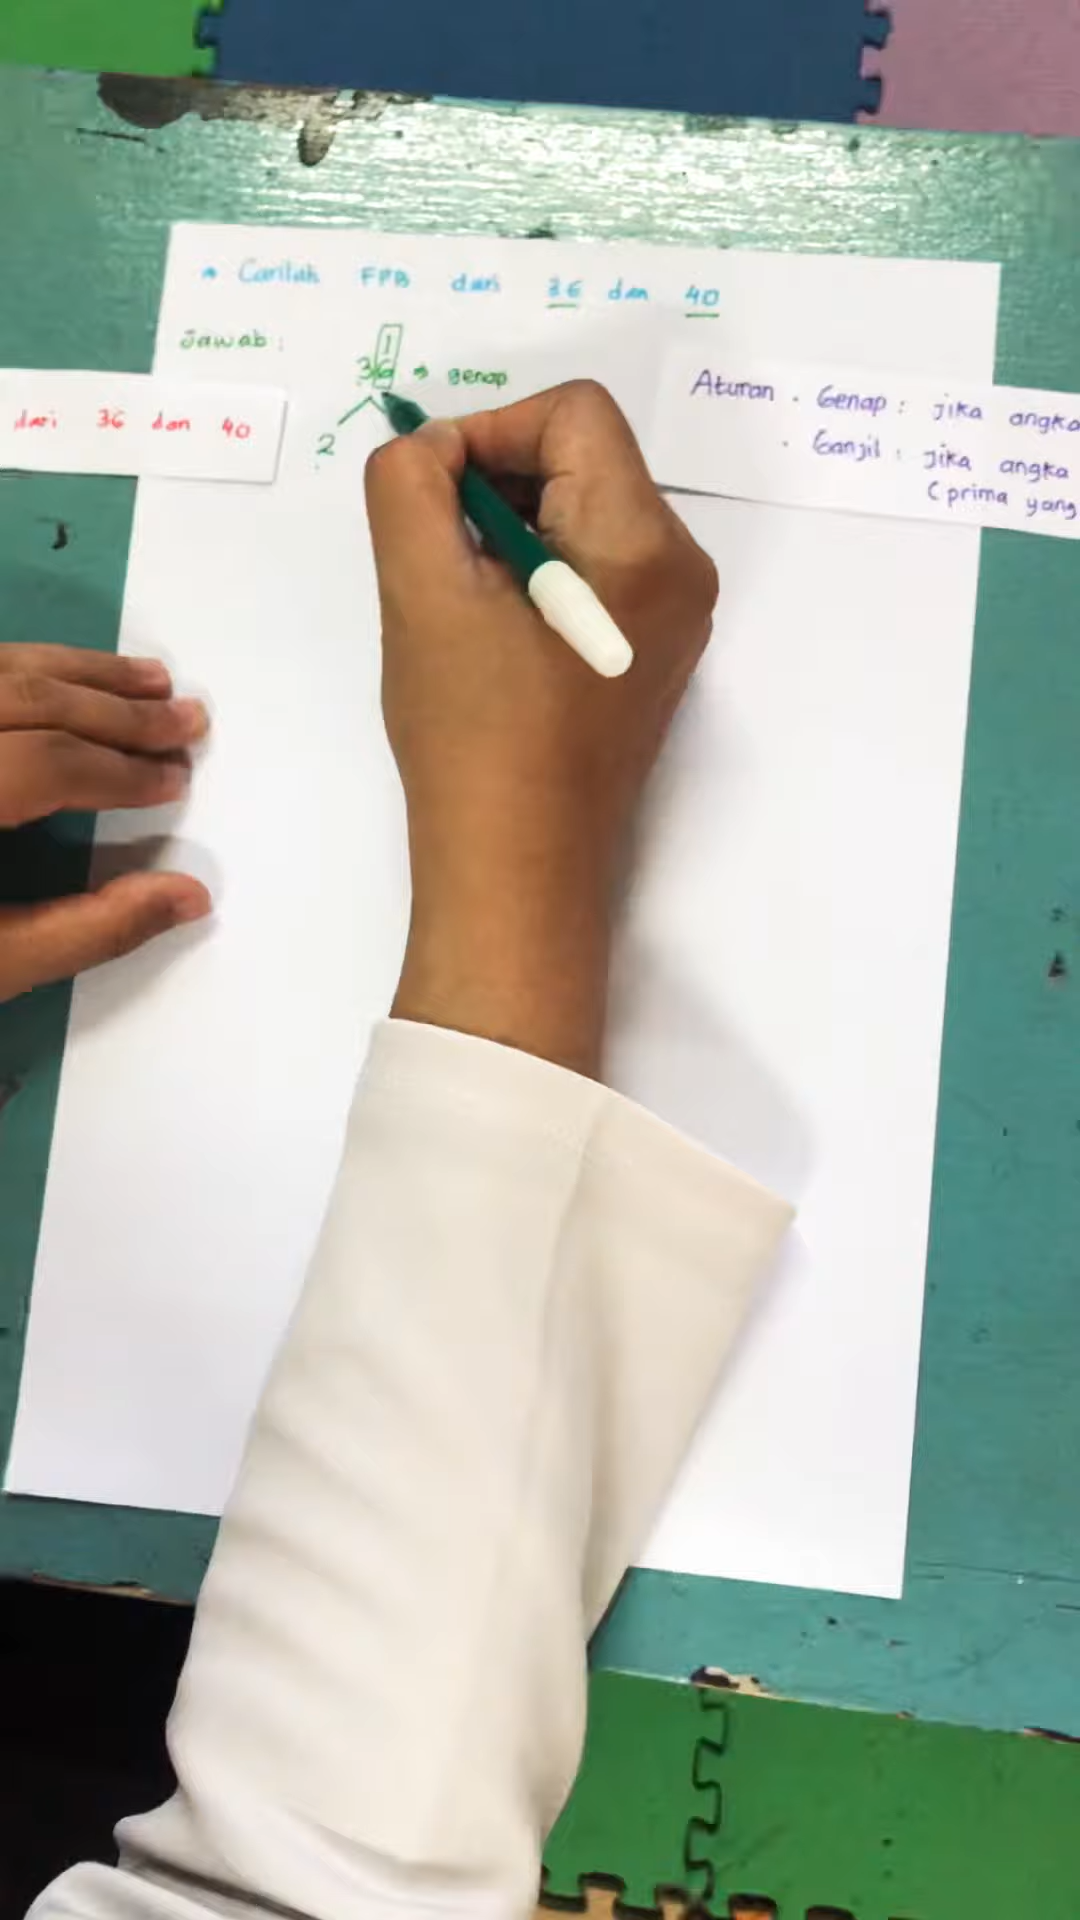 Carilah FPB dari 36 dan 40
Jawab :
1
36 → genap
2
dari 36 dan 40
Aturan . Genap : jika angka
. Ganjil : jika angka
(prima yang